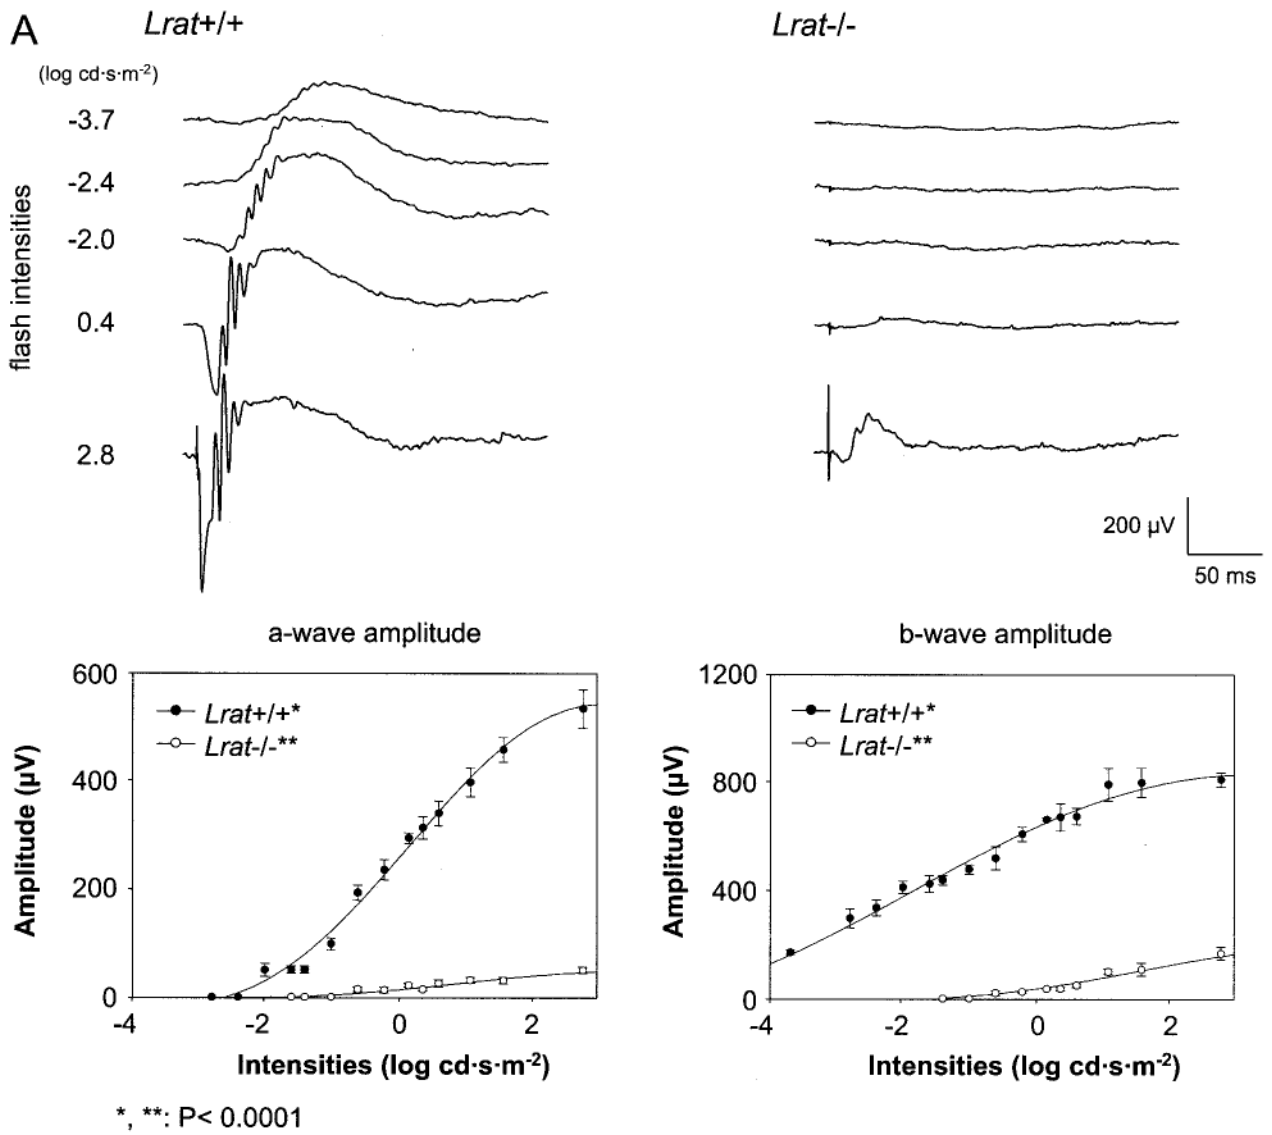 A
Lrat+/+
Lrat-/-
(log cd·s·m-2)
-3.7
-2.4
-2.0
0.4
2.8
flash intensities
200 µV
50 ms
a-wave amplitude
600
400
200
0
-4
-2
0
2
Amplitude (µV)
Intensities (log cd·s·m-2)
Lrat+/+*
Lrat-/-**
b-wave amplitude
1200
800
400
0
-4
-2
0
2
Amplitude (µV)
Intensities (log cd·s·m-2)
Lrat+/+*
Lrat-/-**
*, **: P< 0.0001